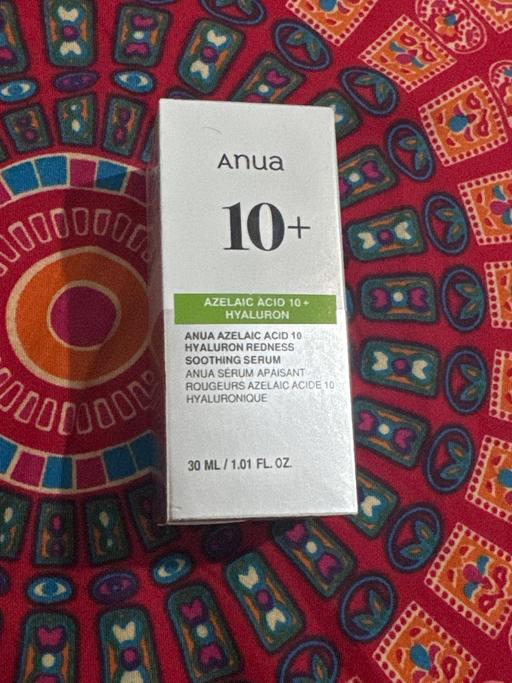 Anua
10+
AZELAIC ACID 10+
HYALURON
ANUA AZELAIC ACID 10
HYALURON REDNESS
SOOTHING SERUM
ANUA SÉRUM APAISANT
ROUGEURS AZELAIC ACIDE 10
HYALURONIQUE
30 ML / 1.01 FL. OZ.